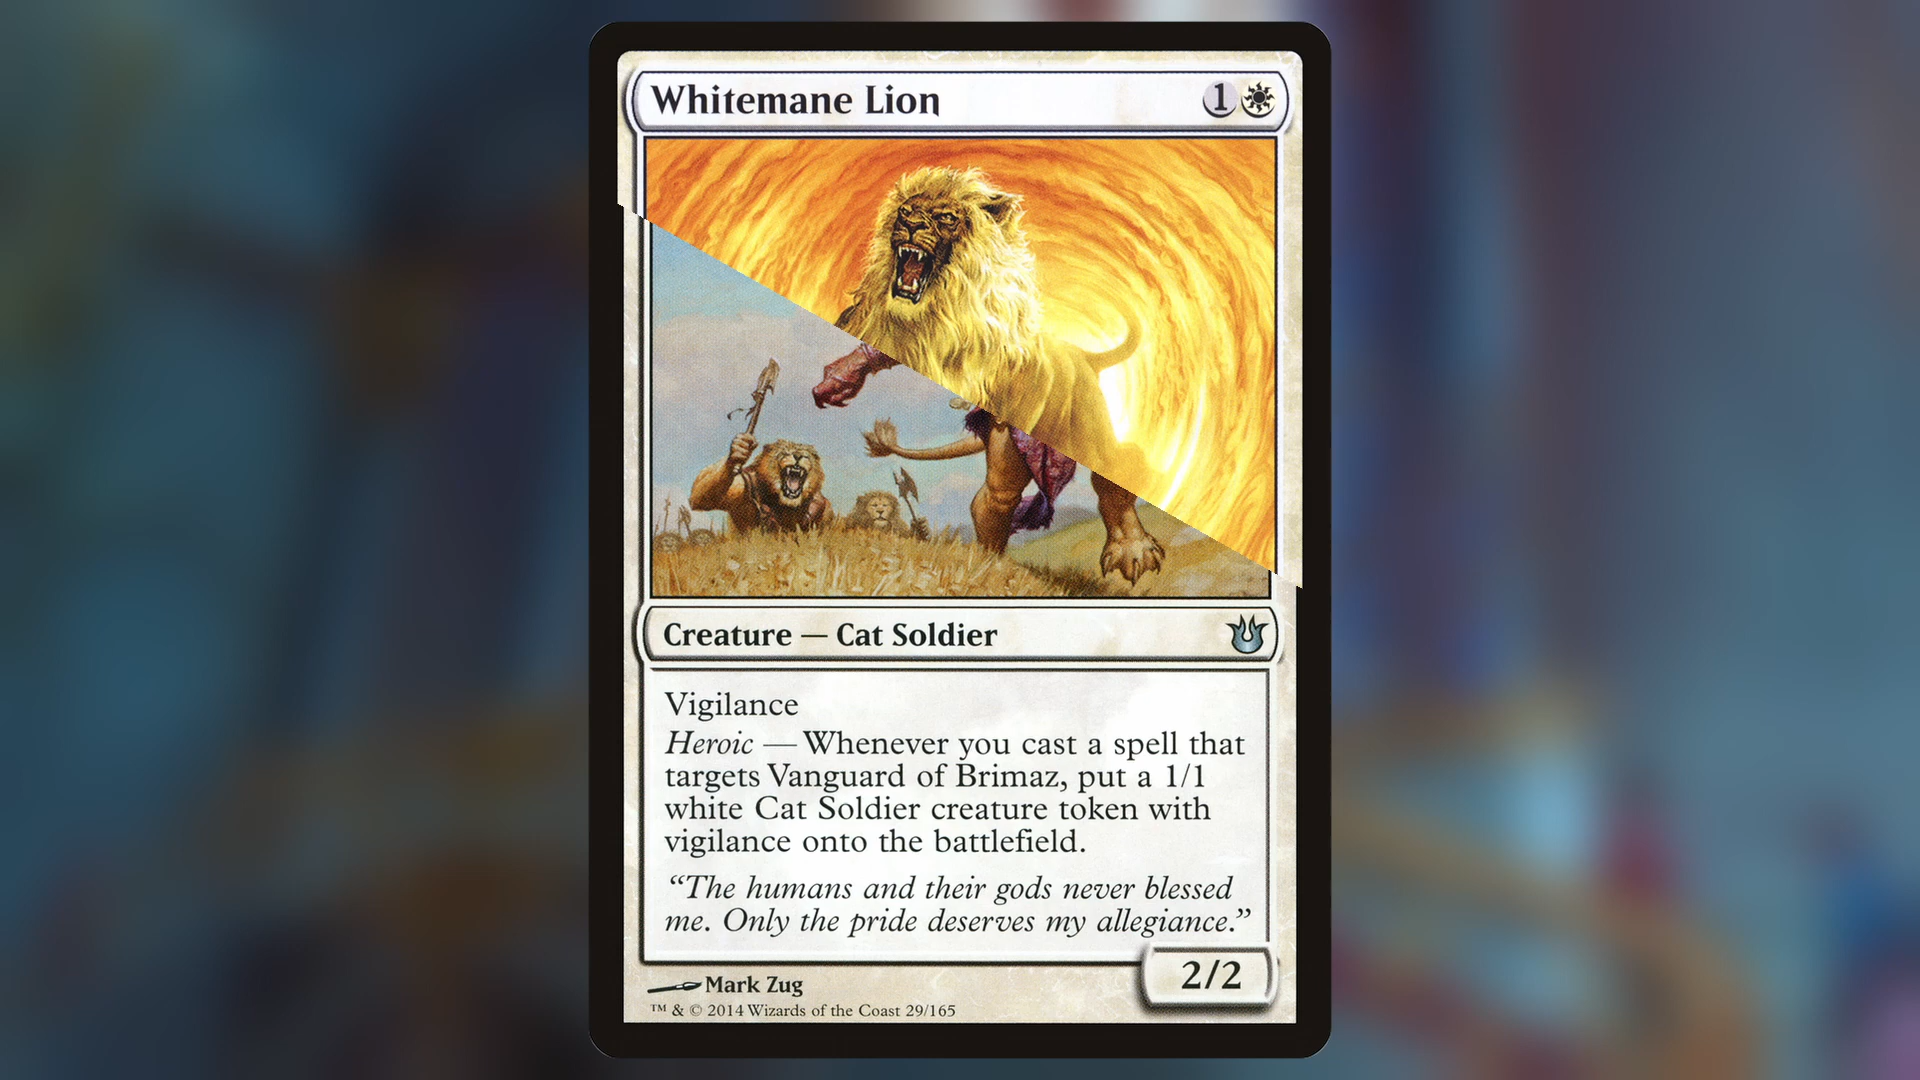 Whitemane Lion 1
Creature — Cat Soldier
Vigilance
Heroic — Whenever you cast a spell that
targets Vanguard of Brimaz, put a 1/1
white Cat Soldier creature token with
vigilance onto the battlefield.
“The humans and their gods never blessed
me. Only the pride deserves my allegiance.”
2/2
Mark Zug
™ & © 2014 Wizards of the Coast 29/165